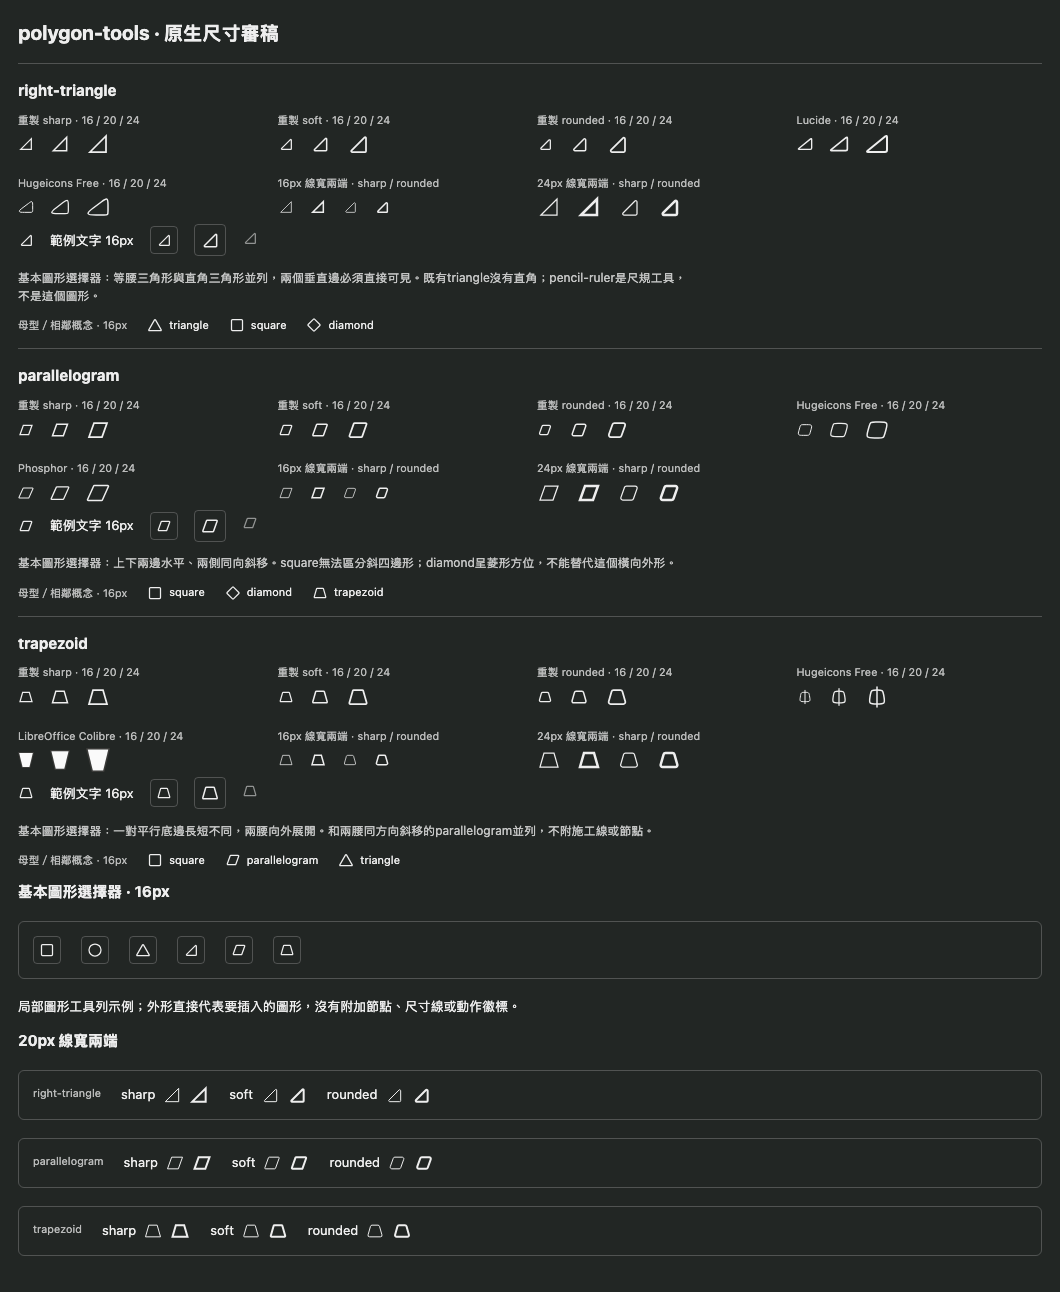 polygon-tools · 原生尺寸審稿
right-triangle
重製 sharp · 16 / 20 / 24
重製 soft · 16 / 20 / 24
重製 rounded · 16 / 20 / 24
Lucide · 16 / 20 / 24
Hugeicons Free · 16 / 20 / 24
16px 線寬兩端 · sharp / rounded
24px 線寬兩端 · sharp / rounded
範例文字 16px
基本圖形選擇器：等腰三角形與直角三角形並列，兩個垂直邊必須直接可見。既有triangle沒有直角；pencil-ruler是尺規工具，
不是這個圖形。
母型 / 相鄰概念 · 16px
triangle
square
diamond
parallelogram
重製 sharp · 16 / 20 / 24
重製 soft · 16 / 20 / 24
重製 rounded · 16 / 20 / 24
Hugeicons Free · 16 / 20 / 24
Phosphor · 16 / 20 / 24
16px 線寬兩端 · sharp / rounded
24px 線寬兩端 · sharp / rounded
範例文字 16px
基本圖形選擇器：上下兩邊水平、兩側同向斜移。square無法區分斜四邊形；diamond呈菱形方位，不能替代這個橫向外形。
母型 / 相鄰概念 · 16px
square
diamond
trapezoid
trapezoid
重製 sharp · 16 / 20 / 24
重製 soft · 16 / 20 / 24
重製 rounded · 16 / 20 / 24
Hugeicons Free · 16 / 20 / 24
LibreOffice Colibre · 16 / 20 / 24
16px 線寬兩端 · sharp / rounded
24px 線寬兩端 · sharp / rounded
範例文字 16px
基本圖形選擇器：一對平行底邊長短不同，兩腰向外展開。和兩腰同方向斜移的parallelogram並列，不附施工線或節點。
母型 / 相鄰概念 · 16px
square
parallelogram
triangle
基本圖形選擇器 · 16px
局部圖形工具列示例；外形直接代表要插入的圖形，沒有附加節點、尺寸線或動作徽標。
20px 線寬兩端
right-triangle
sharp
soft
rounded
parallelogram
sharp
soft
rounded
trapezoid
sharp
soft
rounded